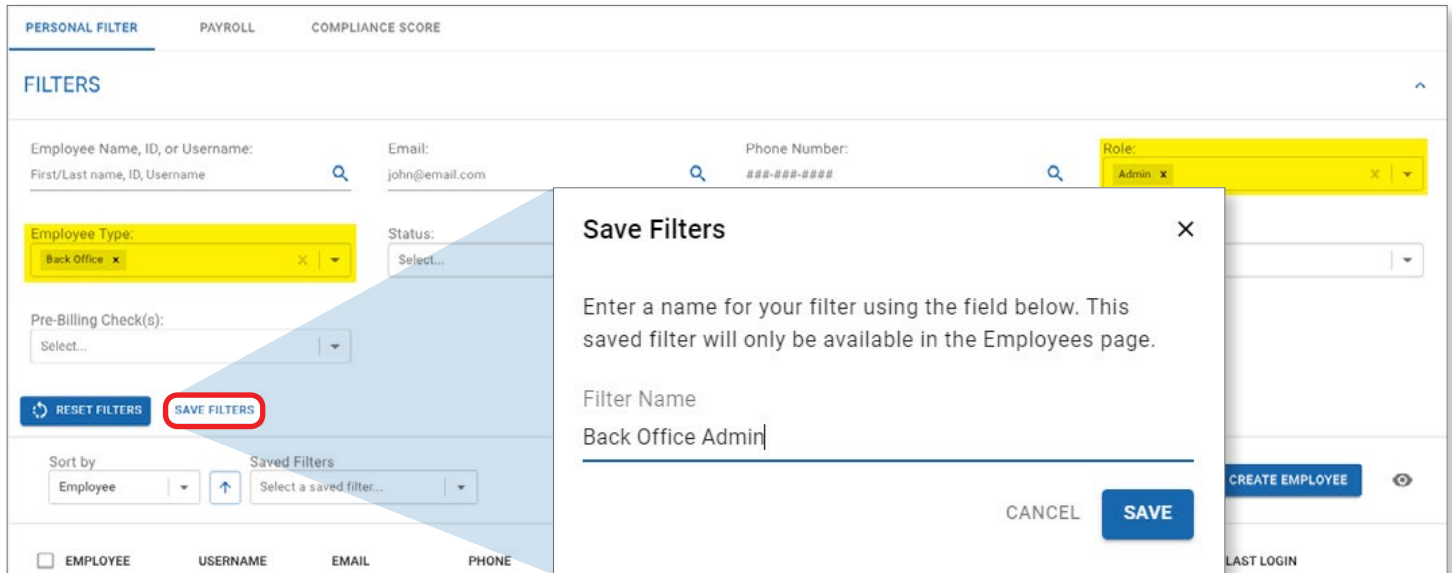 PERSONAL FILTER PAYROLL COMPLIANCE SCORE
FILTERS
Employee Name, ID, or Username: Email: Phone Number: Role:
First/Last name, ID, Username john@email.com ###-###-#### Admin x
Employee Type: Status:
Back Office x Select...
Pre-Billing Check(s):
Select...
RESET FILTERS SAVE FILTERS
Sort by Saved Filters
Employee Select a saved filter...
CREATE EMPLOYEE
EMPLOYEE USERNAME EMAIL PHONE LAST LOGIN
Save Filters
Enter a name for your filter using the field below. This
saved filter will only be available in the Employees page.
Filter Name
Back Office Admin
CANCEL SAVE